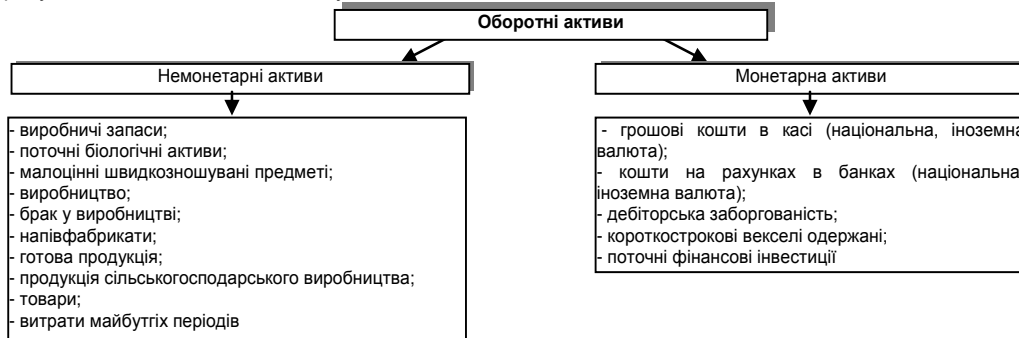 Оборотні активи
Немонетарні активи
- виробничі запаси;
- поточні біологічні активи;
- малоцінні швидкозношувані предметі;
- виробництво;
- брак у виробництві;
- напівфабрикати;
- готова продукція;
- продукція сільськогосподарського виробництва;
- товари;
- витрати майбутгіх періодів
Монетарна активи
- грошові кошти в касі (національна, іноземна
валюта);
- кошти на рахунках в банках (національна
іноземна валюта);
- дебіторська заборгованість;
- короткострокові векселі одержані;
- поточні фінансові інвестиції